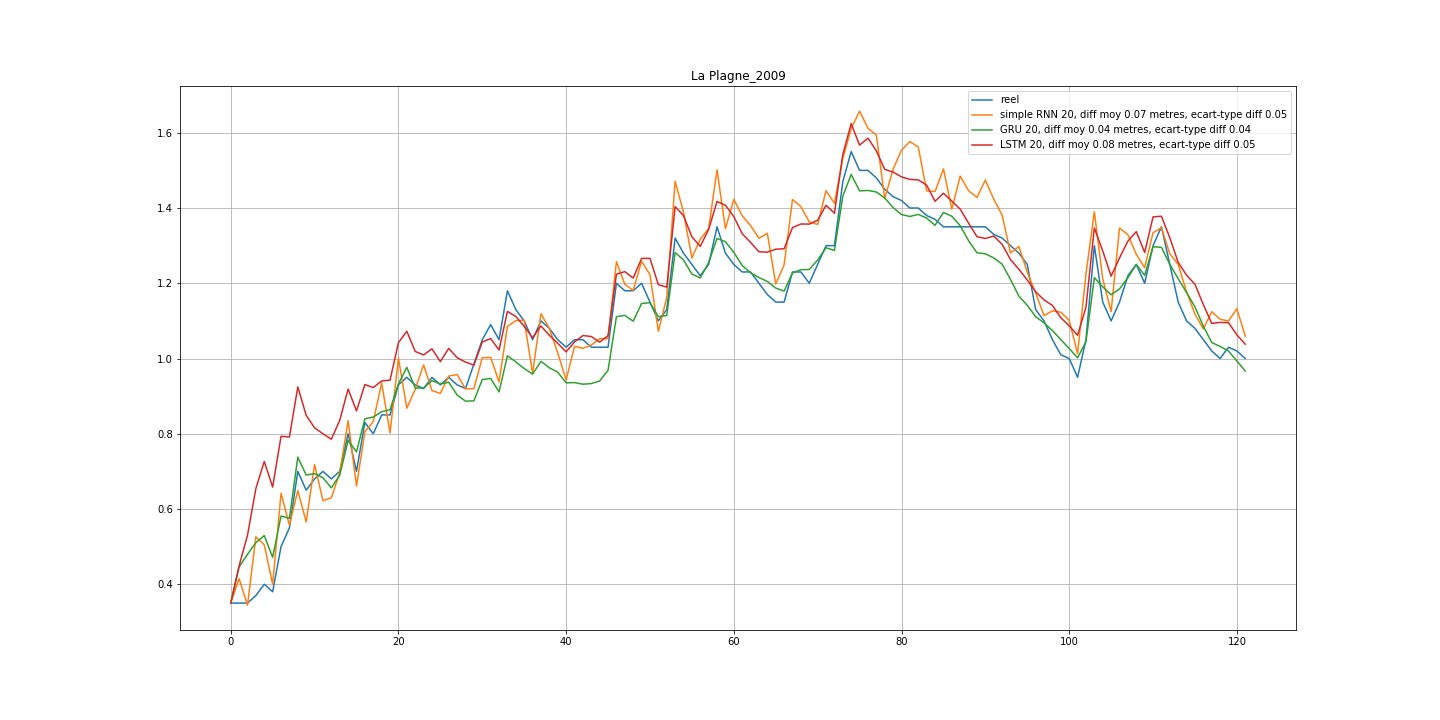 La Plagne_2009
reel
simple RNN 20, diff moy 0.07 metres, ecart-type diff 0.05
GRU 20, diff moy 0.04 metres, ecart-type diff 0.04
LSTM 20, diff moy 0.08 metres, ecart-type diff 0.05
1.6
1.4
1.2
1.0
0.8
0.6
0.4
0 20 40 60 80 100 120